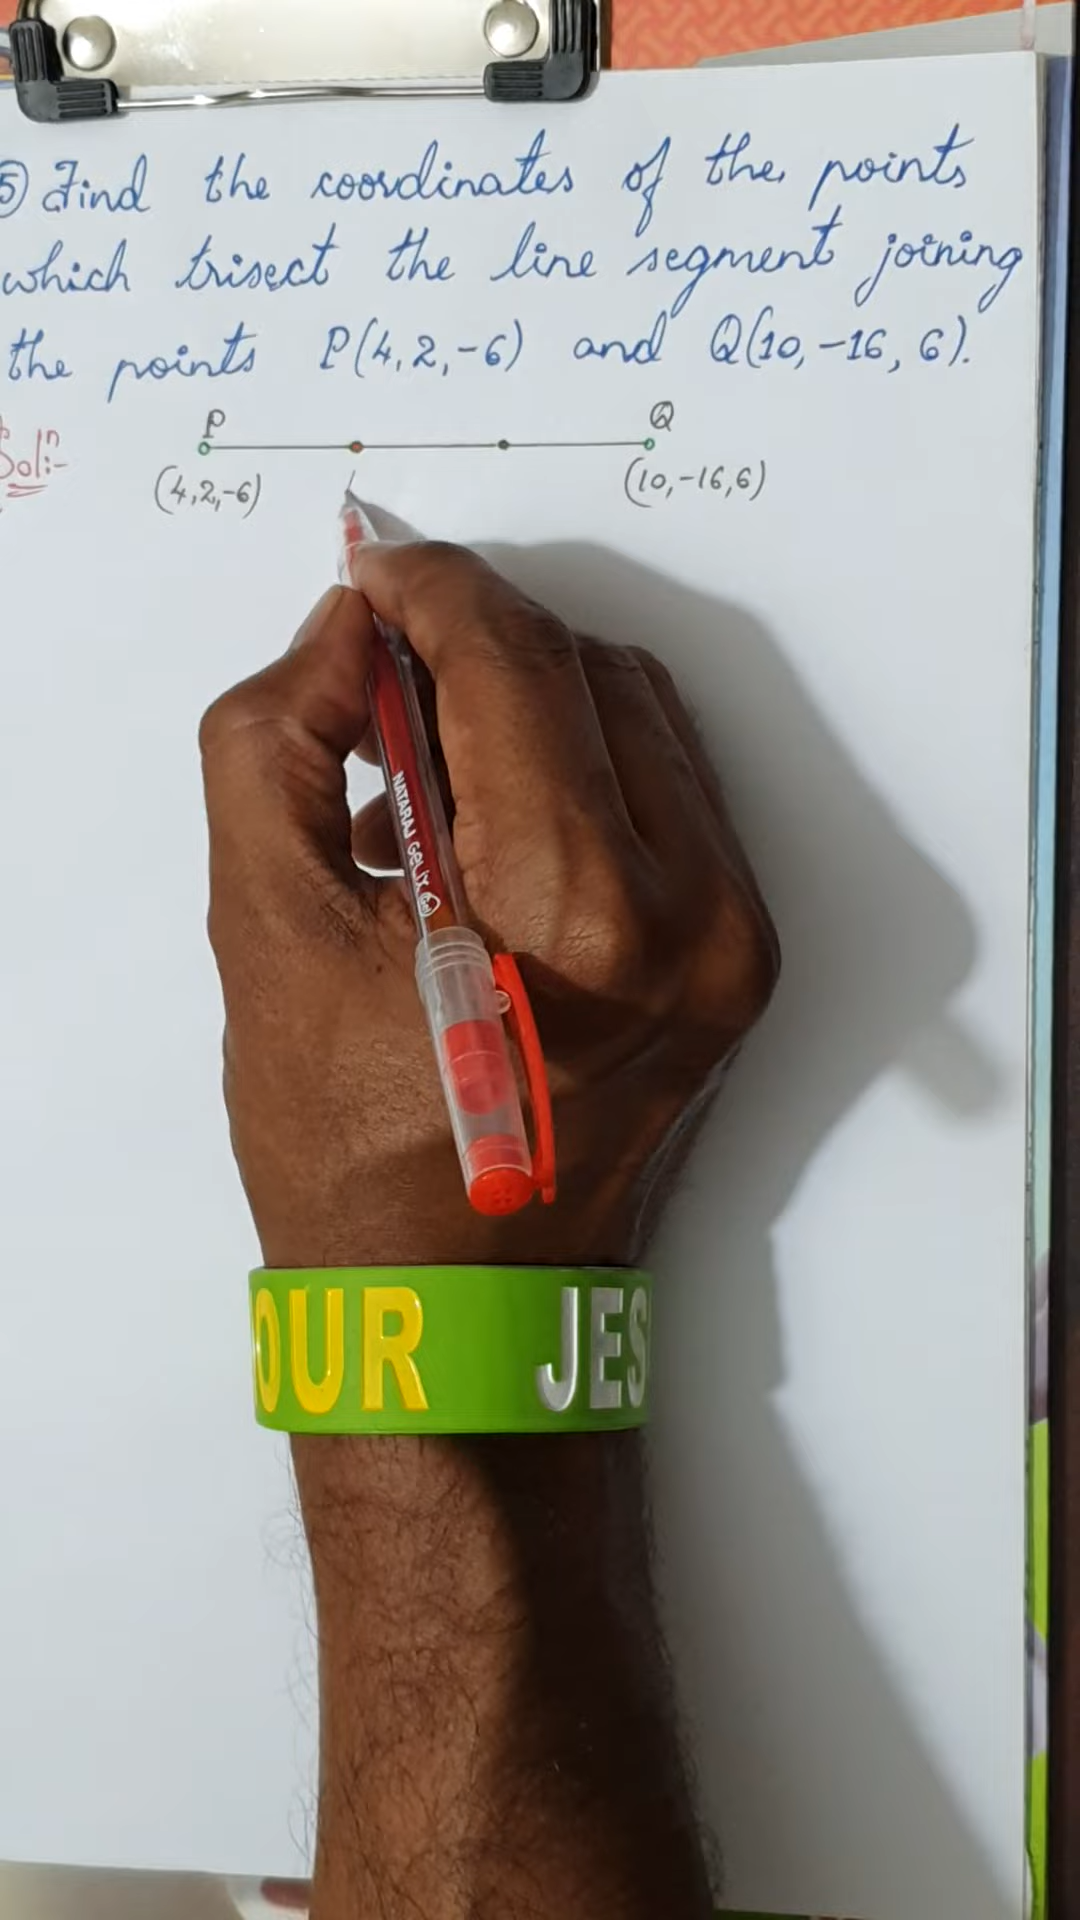 ⑤ Find the coordinates of the points
which trisect the line segment joining
the points P(4,2,-6) and Q(10,-16, 6).
Solⁿ:-
P Q
(4,2,-6) (10,-16,6)
NATARAJ GELIX Gel
OUR JES